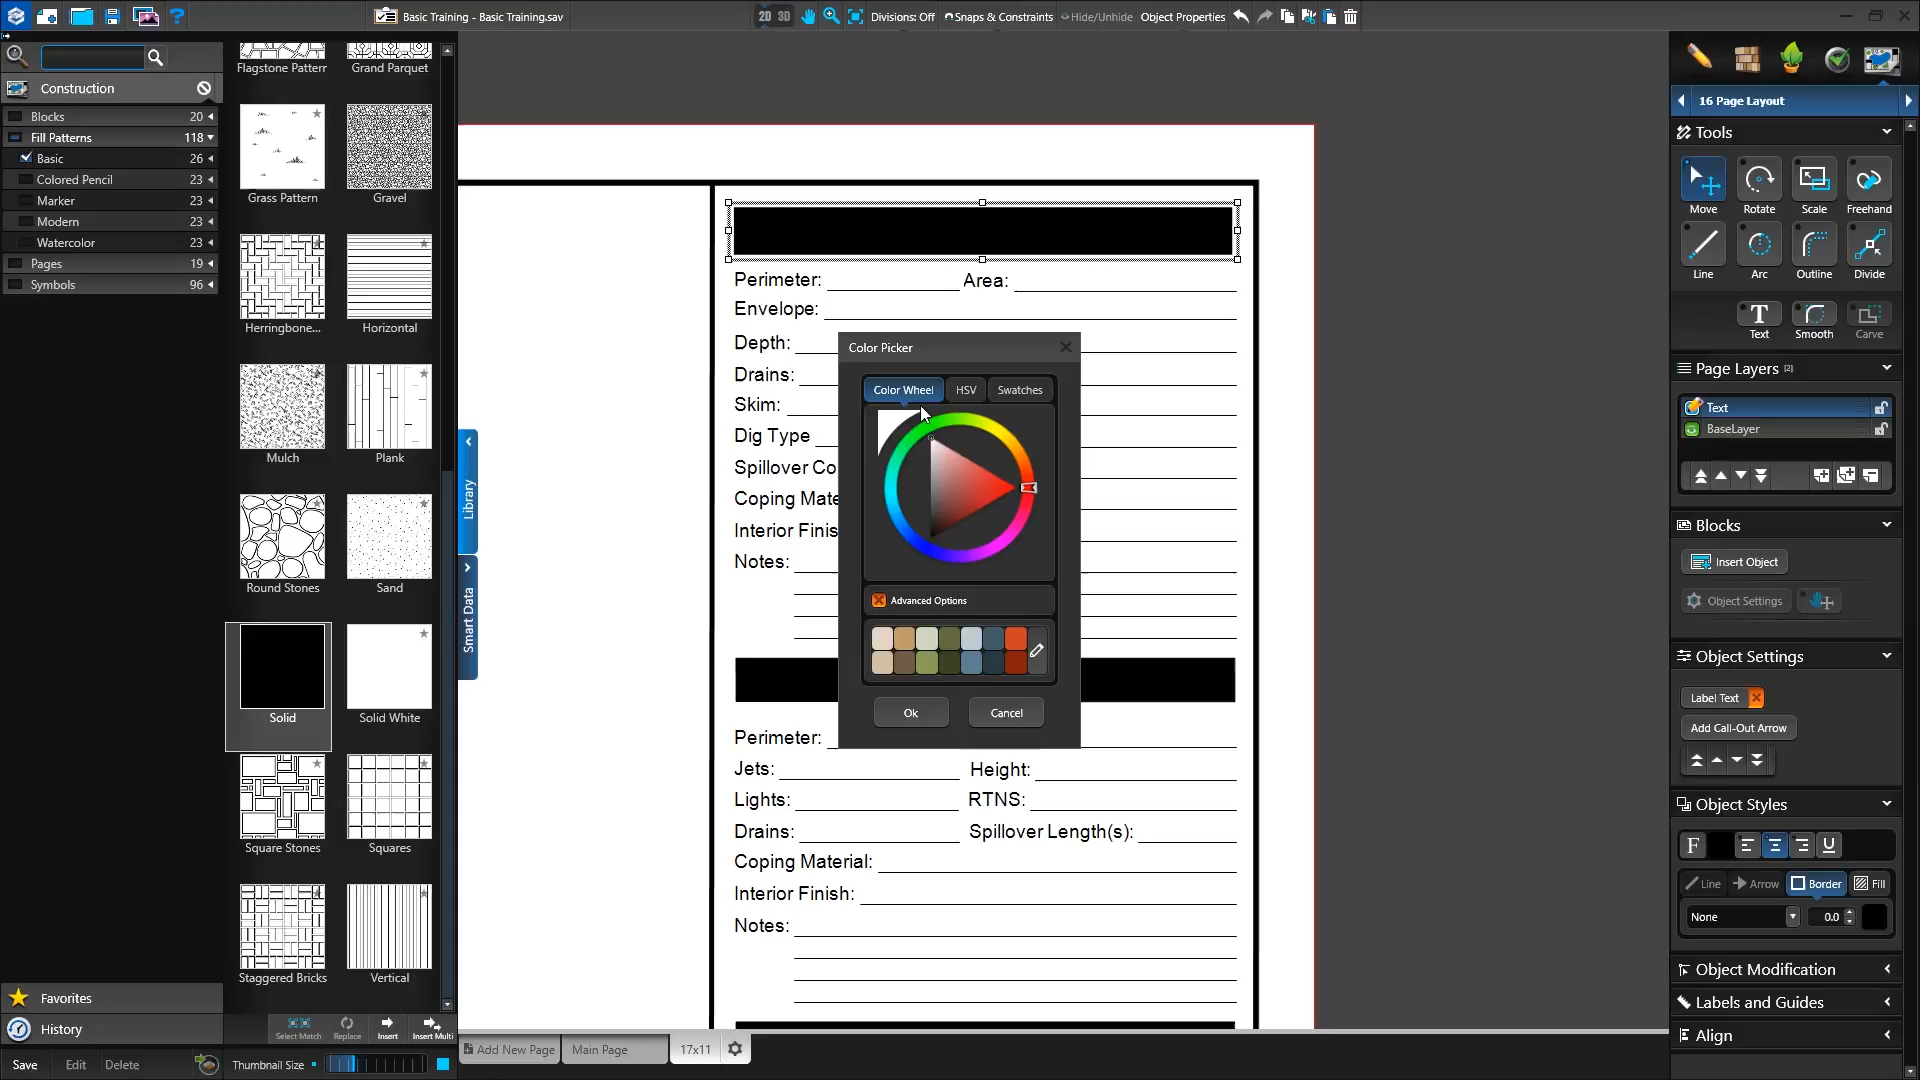 Basic Training - Basic Training.sav
2D 3D
Divisions: Off
Snaps & Constraints
Hide/Unhide
Object Properties
Construction
Blocks 20
Fill Patterns 118
Basic 26
Colored Pencil 23
Marker 23
Modern 23
Watercolor 23
Pages 19
Symbols 96
Favorites
History
Save Edit Delete
Flagstone Pattern Grand Parquet
Grass Pattern Gravel
Herringbone... Horizontal
Mulch Plank
Round Stones Sand
Solid Solid White
Square Stones Squares
Staggered Bricks Vertical
Select Match Replace Insert Insert Multi
Thumbnail Size
Library
Smart Data
Perimeter: Area:
Envelope:
Depth:
Drains:
Skim:
Dig Type
Spillover Co
Coping Mate
Interior Finis
Notes:
Color Picker
Color Wheel HSV Swatches
Advanced Options
Ok Cancel
Perimeter:
Jets: Height:
Lights: RTNS:
Drains: Spillover Length(s):
Coping Material:
Interior Finish:
Notes:
Add New Page Main Page 17x11
16 Page Layout
Tools
Move Rotate Scale Freehand
Line Arc Outline Divide
Text Smooth Carve
Page Layers [2]
Text
BaseLayer
Blocks
Insert Object
Object Settings
Object Settings
Label Text
Add Call-Out Arrow
Object Styles
F
Line Arrow Border Fill
None 0.0
Object Modification
Labels and Guides
Align